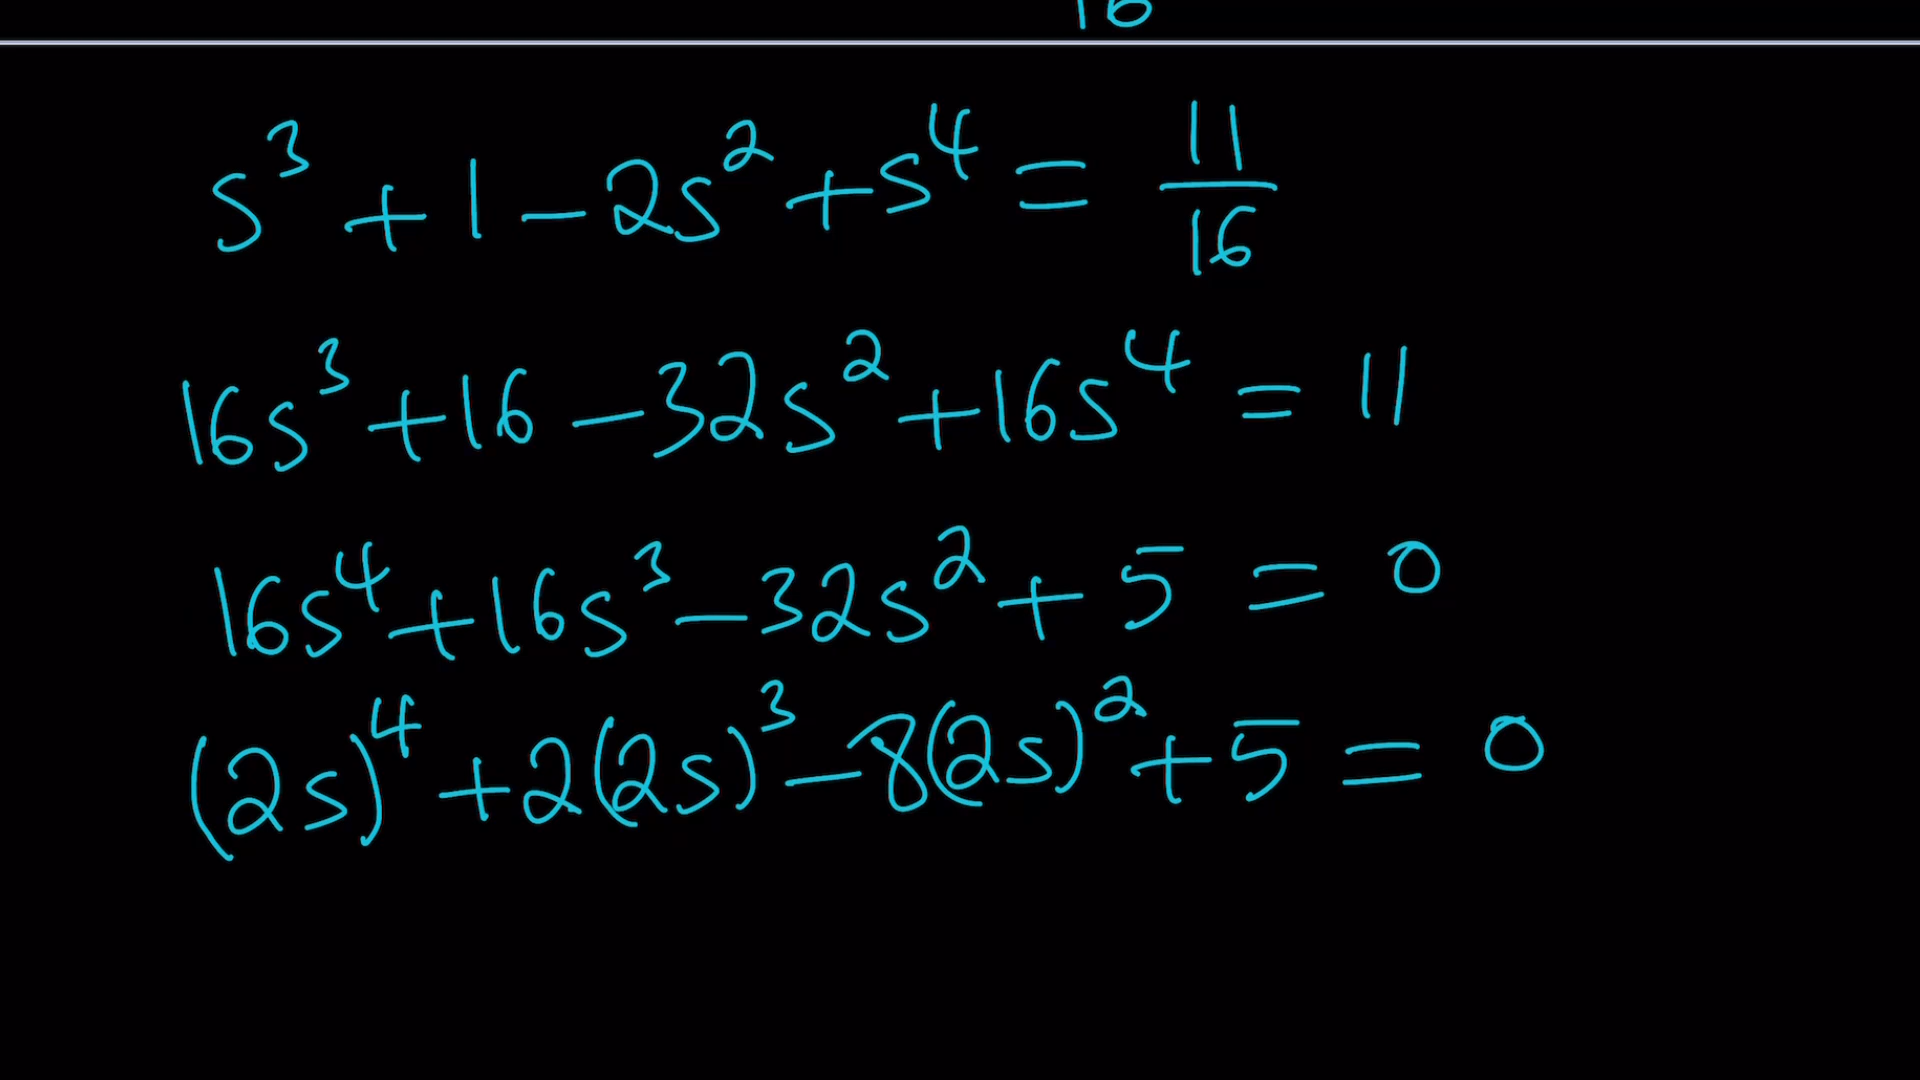 16
s³ + 1 - 2s² + s⁴ = 11/16
16s³ + 16 - 32s² + 16s⁴ = 11
16s⁴ + 16s³ - 32s² + 5 = 0
(2s)⁴ + 2(2s)³ - 8(2s)² + 5 = 0